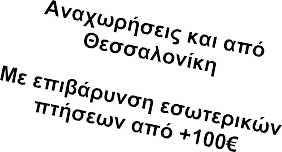 Αναχωρήσεις και από
Θεσσαλονίκη
Με επιβάρυνση εσωτερικών
πτήσεων από +100€